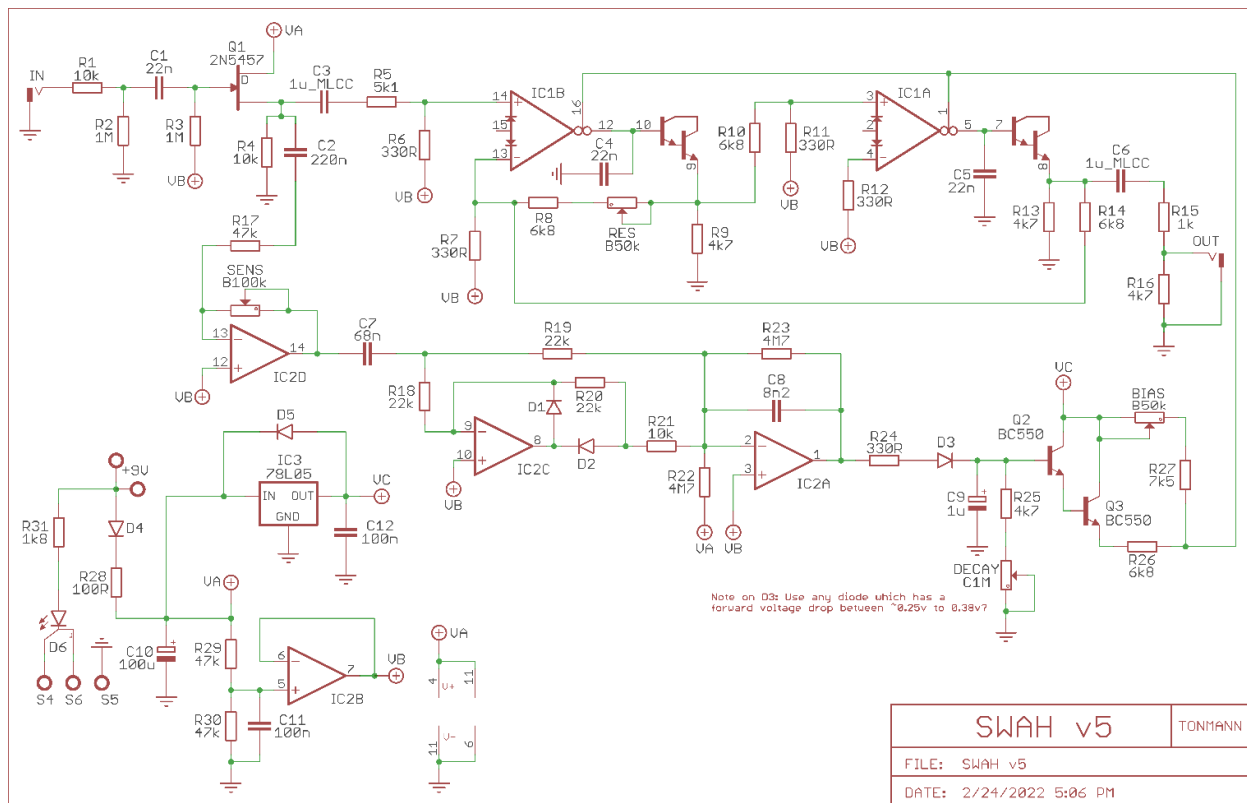 IN
R1
10k
C1
22n
Q1
2N5457
VA
D
C3
1u_MLCC
R5
5k1
R2
1M
R3
1M
VB
R4
10k
C2
220n
R6
330R
VB
14
15
13
+
-
IC1B
16
12
C4
22n
10
9
R10
6k8
R11
330R
VB
3
2
4
+
-
IC1A
1
5
C5
22n
7
8
C6
1u_MLCC
R12
330R
VB
R13
4k7
R14
6k8
R15
1k
OUT
R16
4k7
R7
330R
VB
R8
6k8
RES
B50k
R9
4k7
R17
47k
SENS
B100k
13
12
-
+
14
IC2D
VB
C7
68n
R19
22k
R18
22k
R20
22k
D1
D2
9
10
-
+
8
IC2C
VB
R21
10k
R23
4M7
C8
8n2
2
3
-
+
1
IC2A
R22
4M7
VA
VB
R24
330R
D3
C9
1u
+
R25
4k7
DECAY
C1M
VC
Q2
BC550
BIAS
B50k
Q3
BC550
R27
7k5
R26
6k8
Note on D3: Use any diode which has a
forward voltage drop between ~0.25v to 0.38v?
+9V
R31
1k8
D4
R28
100R
D6
S4
S6
S5
D5
IC3
78L05
IN
OUT
GND
VC
C12
100n
VA
C10
100u
+
R29
47k
R30
47k
C11
100n
6
5
-
+
7
IC2B
VB
VA
4
V+
11
11
V-
6
SWAH v5
TONMANN
FILE: SWAH v5
DATE: 2/24/2022 5:06 PM